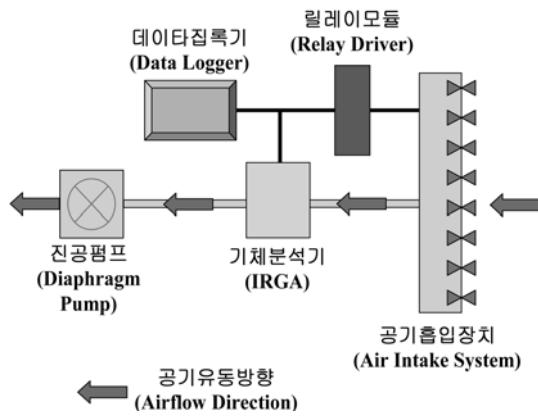 데이타집록기
(Data Logger)
릴레이모듈
(Relay Driver)
진공펌프
(Diaphragm
Pump)
기체분석기
(IRGA)
공기흡입장치
(Air Intake System)
공기유동방향
(Airflow Direction)